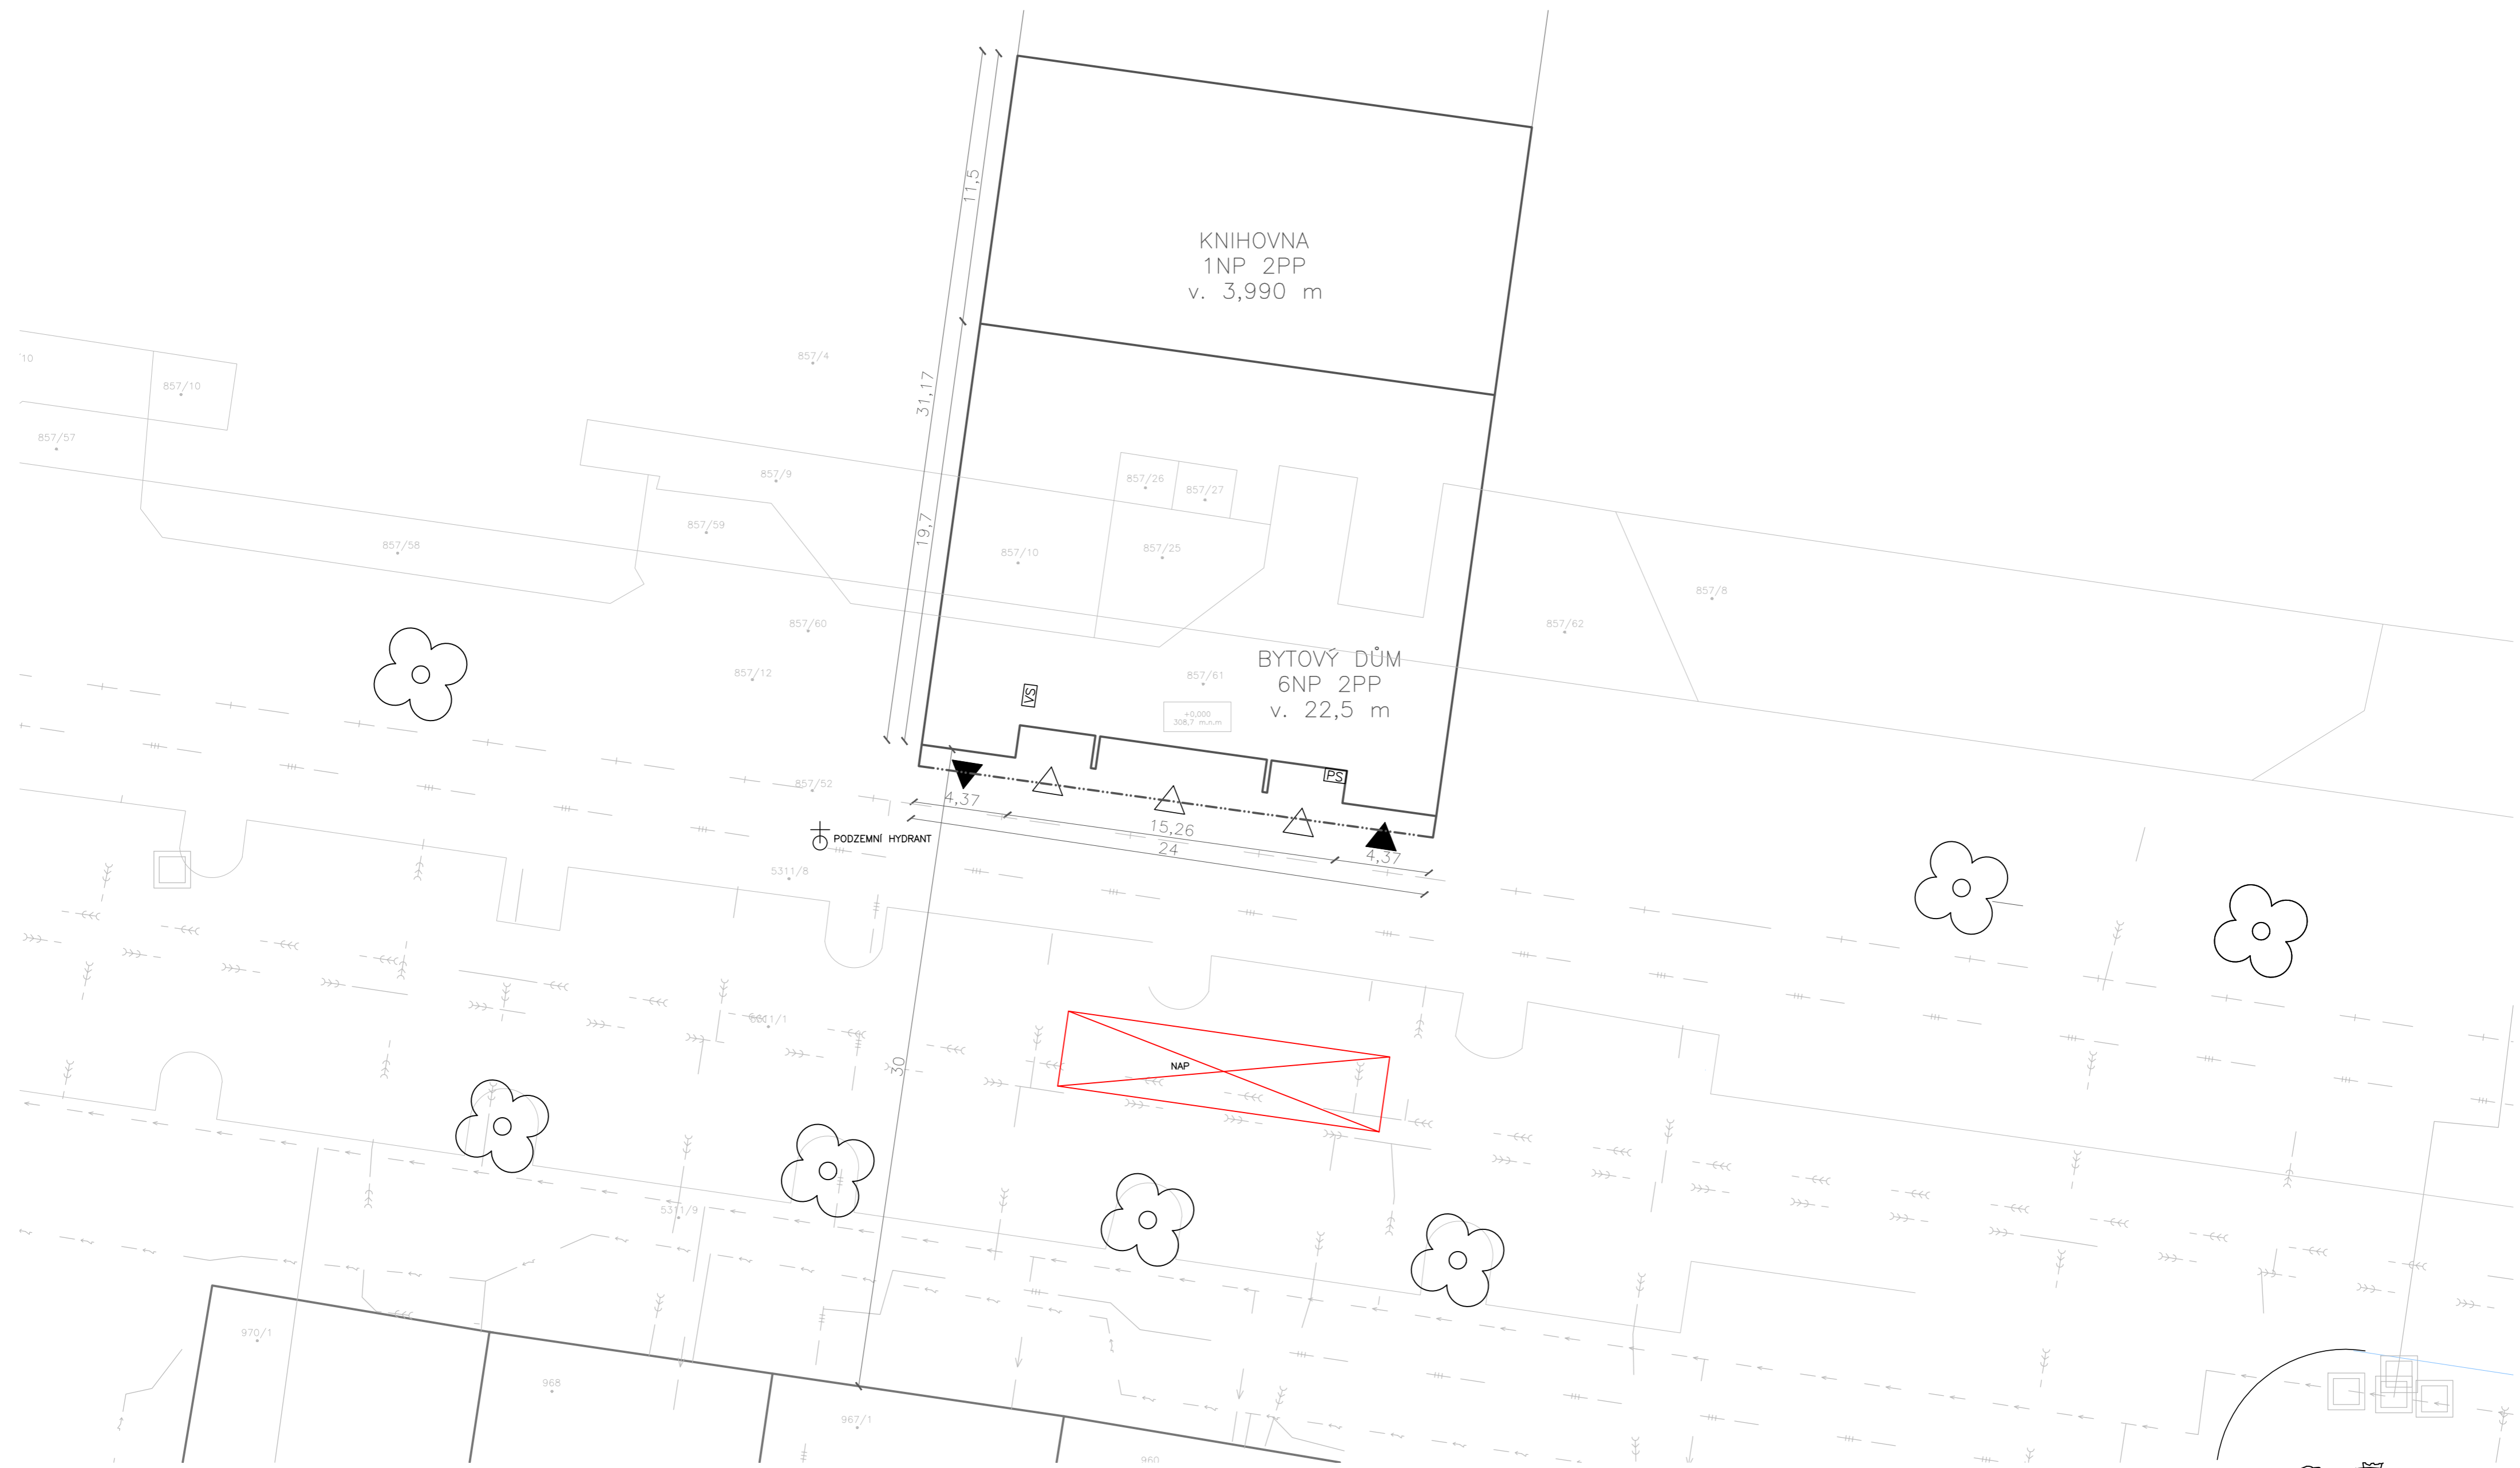 11,5
KNIHOVNA
1NP 2PP
v. 3,990 m
10
857/10
857/4
31,17
857/57
857/9
857/26
857/27
857/59
19,7
857/58
857/10
857/25
857/8
857/60
857/62
857/12
857/61
BYTOVÝ DŮM
6NP 2PP
v. 22,5 m
VS
+0,000
308,7 m.n.m
PS
857/52
4,37
15,26
24
4,37
PODZEMNÍ HYDRANT
5311/8
30
NAP
5311/9
970/1
968
967/1
960